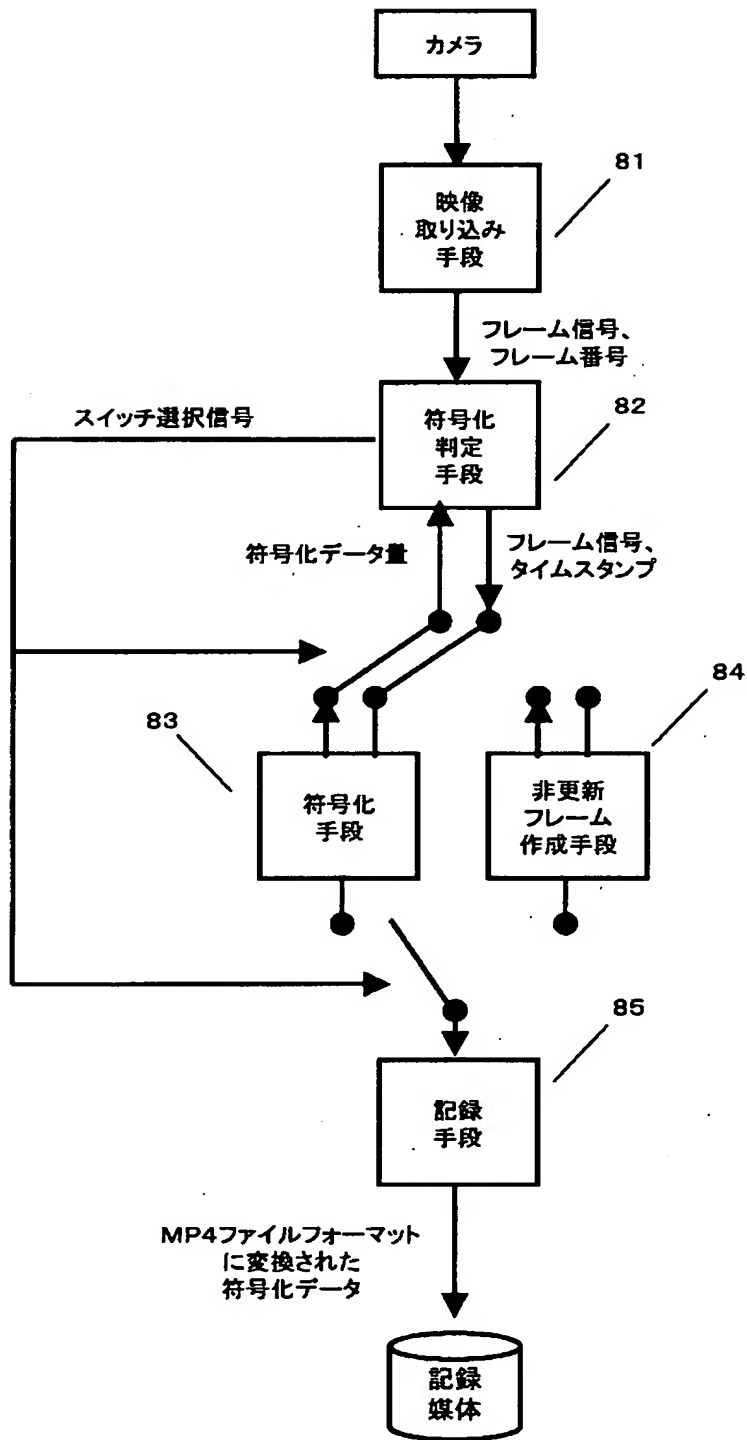 カメラ
81
映像
取り込み
手段
フレーム信号、
フレーム番号
スイッチ選択信号
82
符号化
判定
手段
符号化データ量
フレーム信号、
タイムスタンプ
84
83
符号化
手段
非更新
フレーム
作成手段
85
記録
手段
MP4ファイルフォーマット
に変換された
符号化データ
記録
媒体